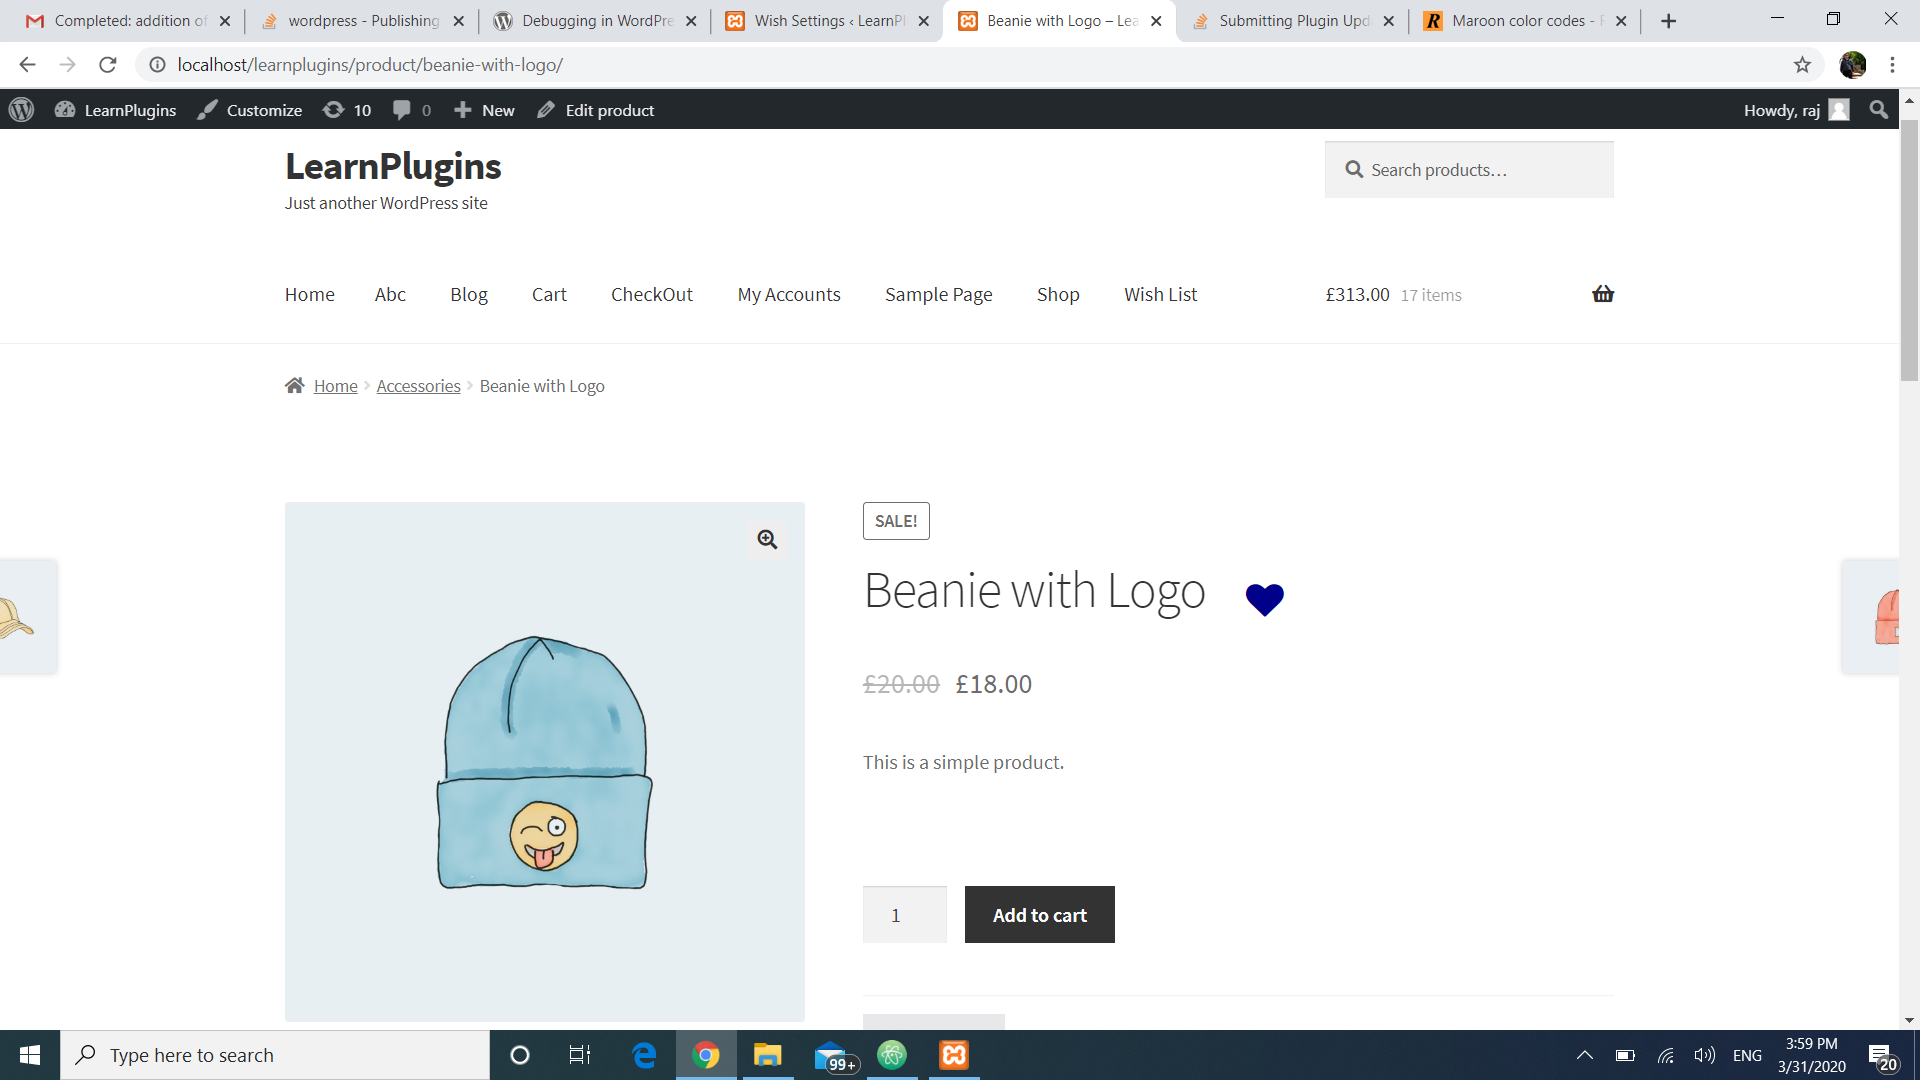 Completed: addition of
wordpress - Publishing
Debugging in WordPre
Wish Settings ‹ LearnPl
Beanie with Logo – Lea
Submitting Plugin Upd
Maroon color codes - 
localhost/learnplugins/product/beanie-with-logo/
LearnPlugins
Customize
10
0
New
Edit product
Howdy, raj
LearnPlugins
Just another WordPress site
Search products…
Home
Abc
Blog
Cart
CheckOut
My Accounts
Sample Page
Shop
Wish List
£313.00 17 items
Home
Accessories
Beanie with Logo
SALE!
Beanie with Logo
£20.00 £18.00
This is a simple product.
1
Add to cart
Type here to search
99+
ENG
3:59 PM
3/31/2020
20